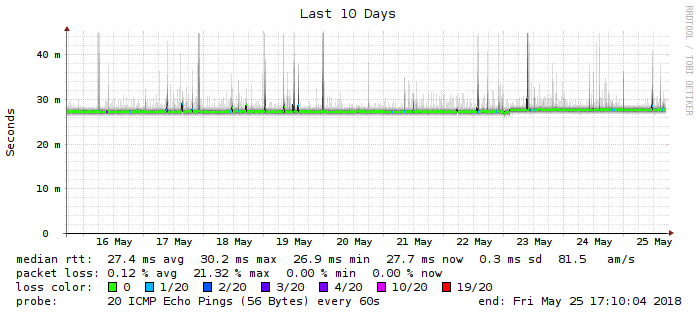 Last 10 Days
RRDTOOL / TOBI OETIKER
Seconds
40 m
30 m
20 m
10 m
0
16 May 17 May 18 May 19 May 20 May 21 May 22 May 23 May 24 May 25 May
median rtt: 27.4 ms avg 30.2 ms max 26.9 ms min 27.7 ms now 0.3 ms sd 81.5 am/s
packet loss: 0.12 % avg 21.32 % max 0.00 % min 0.00 % now
loss color: 0 1/20 2/20 3/20 4/20 10/20 19/20
probe: 20 ICMP Echo Pings (56 Bytes) every 60s end: Fri May 25 17:10:04 2018